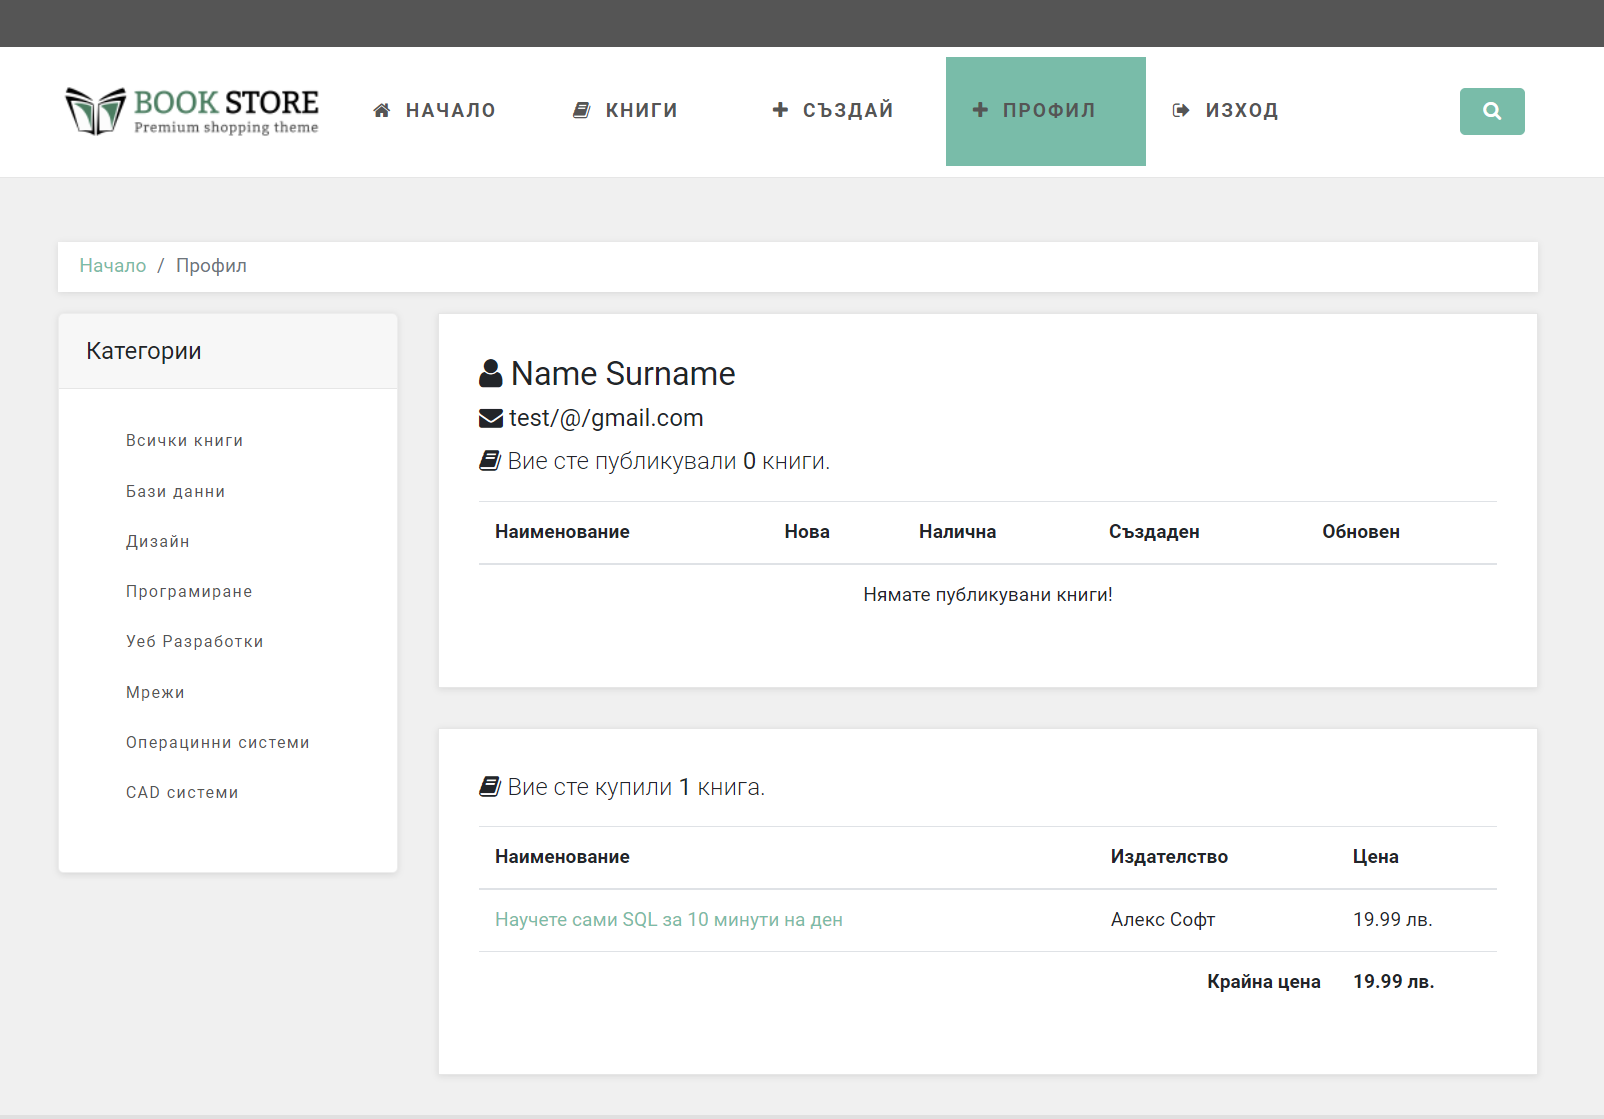 BOOK STORE
Premium shopping theme
НАЧАЛО
КНИГИ
СЪЗДАЙ
ПРОФИЛ
ИЗХОД
Начало / Профил
Категории
Всички книги
Бази данни
Дизайн
Програмиране
Уеб Разработки
Мрежи
Операцинни системи
CAD системи
Name Surname
test/@/gmail.com
Вие сте публикували 0 книги.
Наименование Нова Налична Създаден Обновен
Нямате публикувани книги!
Вие сте купили 1 книга.
Наименование Издателство Цена
Научете сами SQL за 10 минути на ден Алекс Софт 19.99 лв.
Крайна цена 19.99 лв.